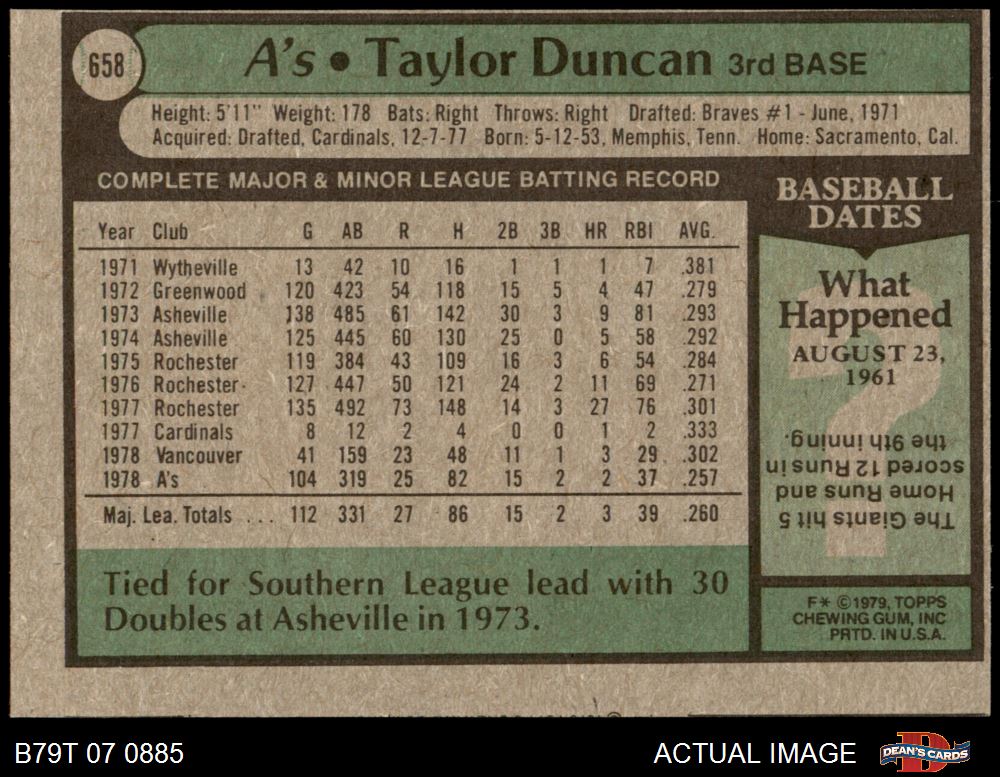 658
A's • Taylor Duncan 3rd BASE
Height: 5'11" Weight: 178 Bats: Right Throws: Right Drafted: Braves #1 - June, 1971
Acquired: Drafted, Cardinals, 12-7-77 Born: 5-12-53, Memphis, Tenn. Home: Sacramento, Cal.
COMPLETE MAJOR & MINOR LEAGUE BATTING RECORD
Year Club G AB R H 2B 3B HR RBI AVG.
1971 Wytheville 13 42 10 16 1 1 1 7 .381
1972 Greenwood 120 423 54 118 15 5 4 47 .279
1973 Asheville 138 485 61 142 30 3 9 81 .293
1974 Asheville 125 445 60 130 25 0 5 58 .292
1975 Rochester 119 384 43 109 16 3 6 54 .284
1976 Rochester 127 447 50 121 24 2 11 69 .271
1977 Rochester 135 492 73 148 14 3 27 76 .301
1977 Cardinals 8 12 2 4 0 0 1 2 .333
1978 Vancouver 41 159 23 48 11 1 3 29 .302
1978 A's 104 319 25 82 15 2 2 37 .257
Maj. Lea. Totals ... 112 331 27 86 15 2 3 39 .260
Tied for Southern League lead with 30
Doubles at Asheville in 1973.
BASEBALL
DATES
What
Happened
AUGUST 23,
1961
?
The Giants hit 5
Home Runs and
scored 12 Runs in
the 9th inning.
F* ©1979, TOPPS
CHEWING GUM, INC
PRTD. IN U.S.A.
B79T 07 0885
ACTUAL IMAGE
D
DEAN'S CARDS